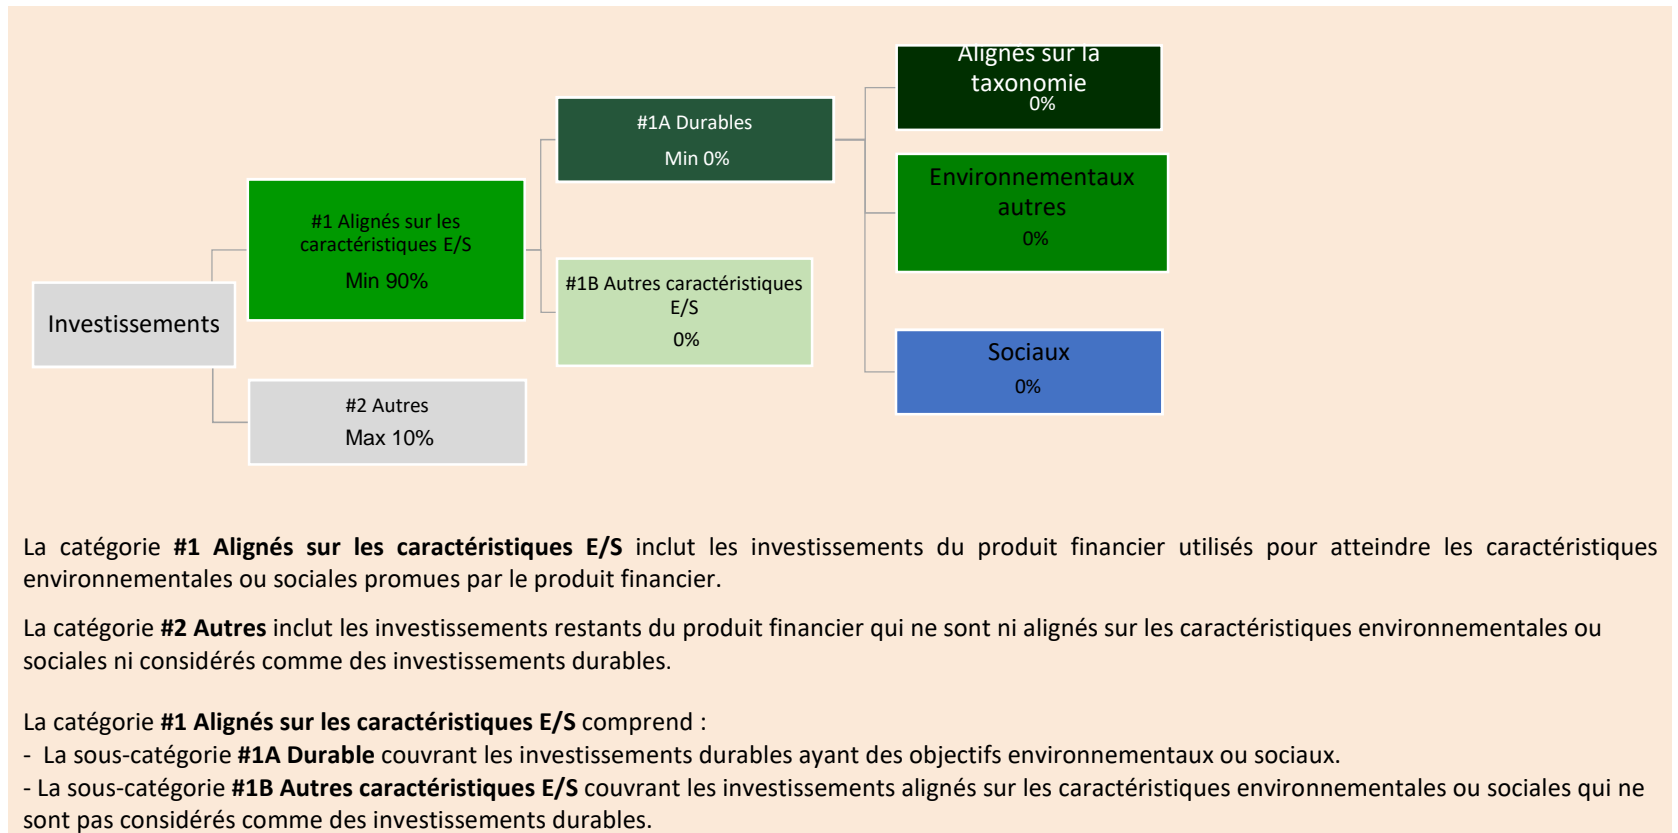 Investissements
#1 Alignés sur les
caractéristiques E/S
Min 90%
#2 Autres
Max 10%
#1A Durables
Min 0%
#1B Autres caractéristiques
E/S
0%
Alignés sur la
taxonomie
0%
Environnementaux
autres
0%
Sociaux
0%
La catégorie #1 Alignés sur les caractéristiques E/S inclut les investissements du produit financier utilisés pour atteindre les caractéristiques
environnementales ou sociales promues par le produit financier.
La catégorie #2 Autres inclut les investissements restants du produit financier qui ne sont ni alignés sur les caractéristiques environnementales ou
sociales ni considérés comme des investissements durables.
La catégorie #1 Alignés sur les caractéristiques E/S comprend :
- La sous-catégorie #1A Durable couvrant les investissements durables ayant des objectifs environnementaux ou sociaux.
- La sous-catégorie #1B Autres caractéristiques E/S couvrant les investissements alignés sur les caractéristiques environnementales ou sociales qui ne
sont pas considérés comme des investissements durables.